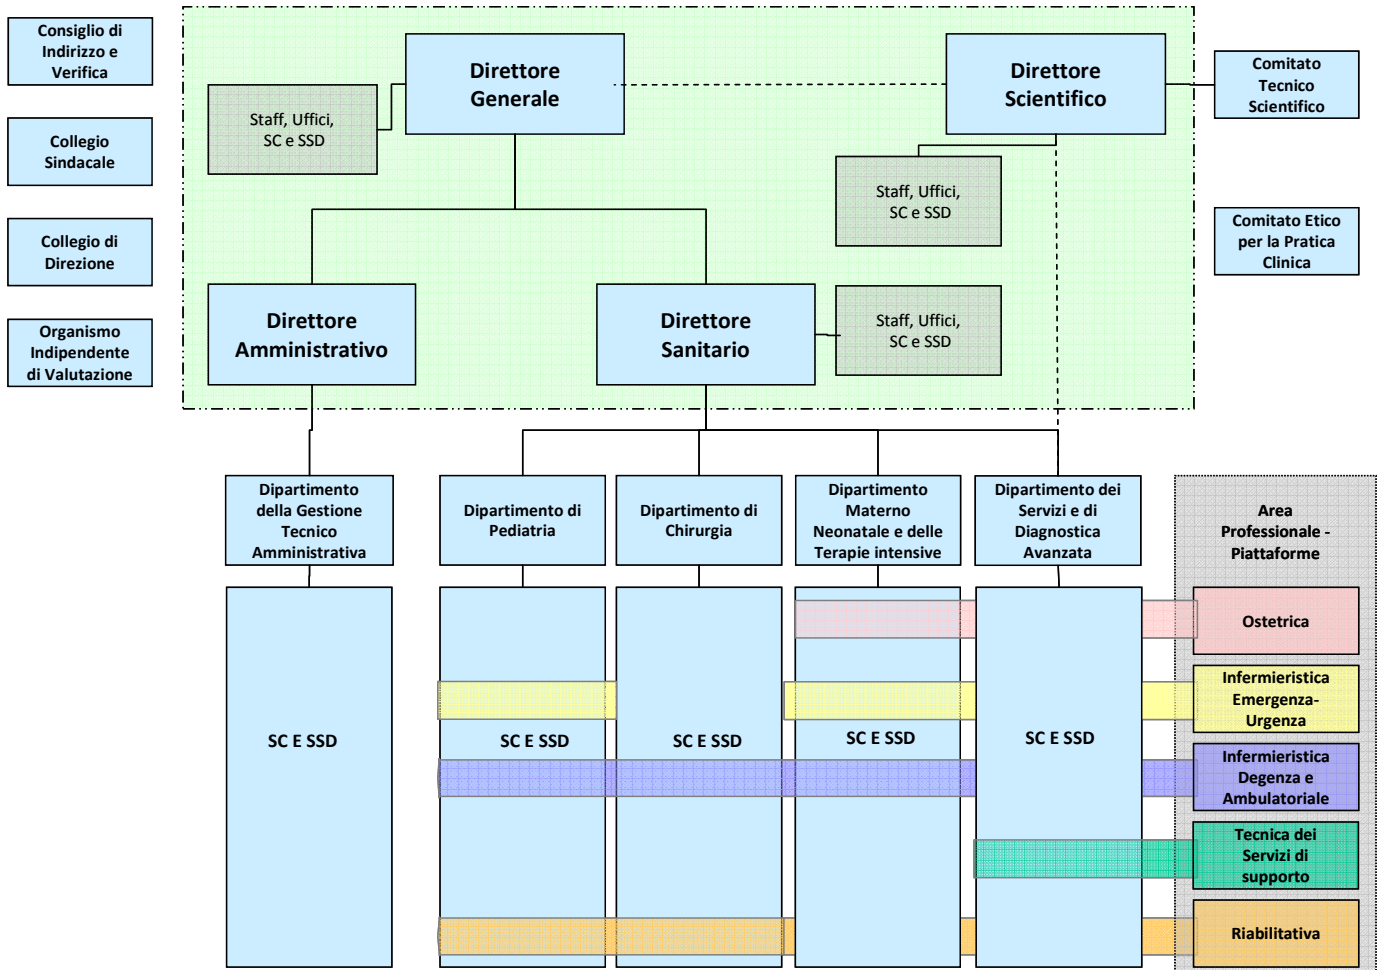 Consiglio di
Indirizzo e
Verifica
Collegio
Sindacale
Collegio di
Direzione
Organismo
Indipendente
di Valutazione
Direttore
Generale
Staff, Uffici,
SC e SSD
Direttore
Scientifico
Staff, Uffici,
SC e SSD
Comitato
Tecnico
Scientifico
Comitato Etico
per la Pratica
Clinica
Direttore
Amministrativo
Direttore
Sanitario
Staff, Uffici,
SC e SSD
Dipartimento
della Gestione
Tecnico
Amministrativa
Dipartimento di
Pediatria
Dipartimento di
Chirurgia
Dipartimento
Materno
Neonatale e delle
Terapie intensive
Dipartimento dei
Servizi e di
Diagnostica
Avanzata
Area
Professionale -
Piattaforme
SC E SSD
SC E SSD
SC E SSD
SC E SSD
SC E SSD
Ostetrica
Infermieristica
Emergenza-
Urgenza
Infermieristica
Degenza e
Ambulatoriale
Tecnica dei
Servizi di
supporto
Riabilitativa